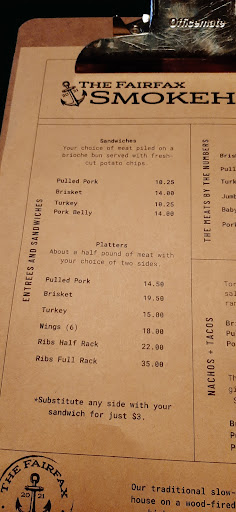 Officemate
THE FAIRFAX
SMOKEH
Sandwiches
Your choice of meat piled on a
brioche bun served with fresh-
cut potato chips.
Pulled Pork 10.25
Brisket 14.00
Turkey 10.25
Pork Belly 14.00
Platters
About a half pound of meat with
your choice of two sides.
Pulled Pork 14.50
Brisket 19.50
Turkey 15.00
Wings (6) 18.00
Ribs Half Rack 22.00
Ribs Full Rack 35.00
*Substitute any side with your
sandwich for just $3.
ENTREES AND SANDWICHES
THE MEATS BY THE NUMBERS
Bris
Pull
Turk
Jumb
Baby
Pork
NACHOS + TACOS
THE FAIRFAX
20 21
Our traditional slow-
house on a wood-fired